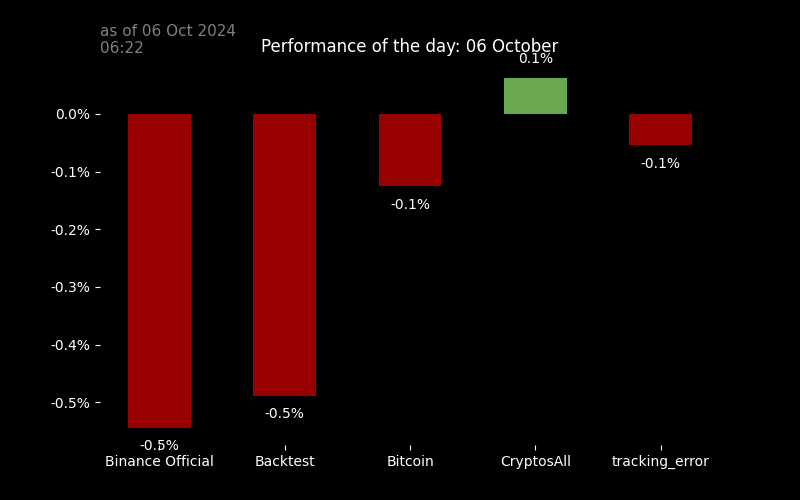 as of 06 Oct 2024
06:22
Performance of the day: 06 October
0.1%
0.0%
-0.1%
-0.1%
-0.1%
-0.2%
-0.3%
-0.4%
-0.5%
-0.5%
-0.5%
Binance Official
Backtest
Bitcoin
CryptosAll
tracking_error